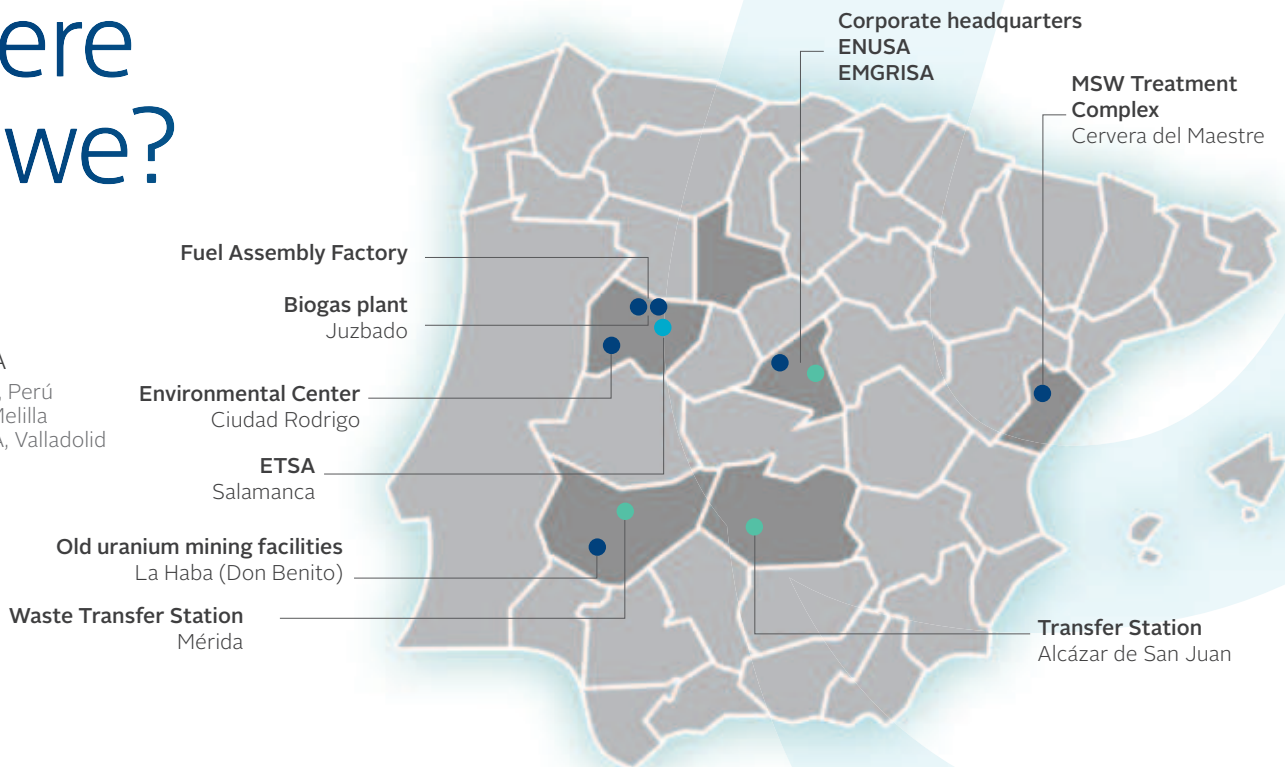 ere
we?
Corporate headquarters
ENUSA
EMGRISA
MSW Treatment
Complex
Cervera del Maestre
Fuel Assembly Factory
Biogas plant
Juzbado
A
, Perú
Melilla
A, Valladolid
Environmental Center
Ciudad Rodrigo
ETSA
Salamanca
Old uranium mining facilities
La Haba (Don Benito)
Waste Transfer Station
Mérida
Transfer Station
Alcázar de San Juan